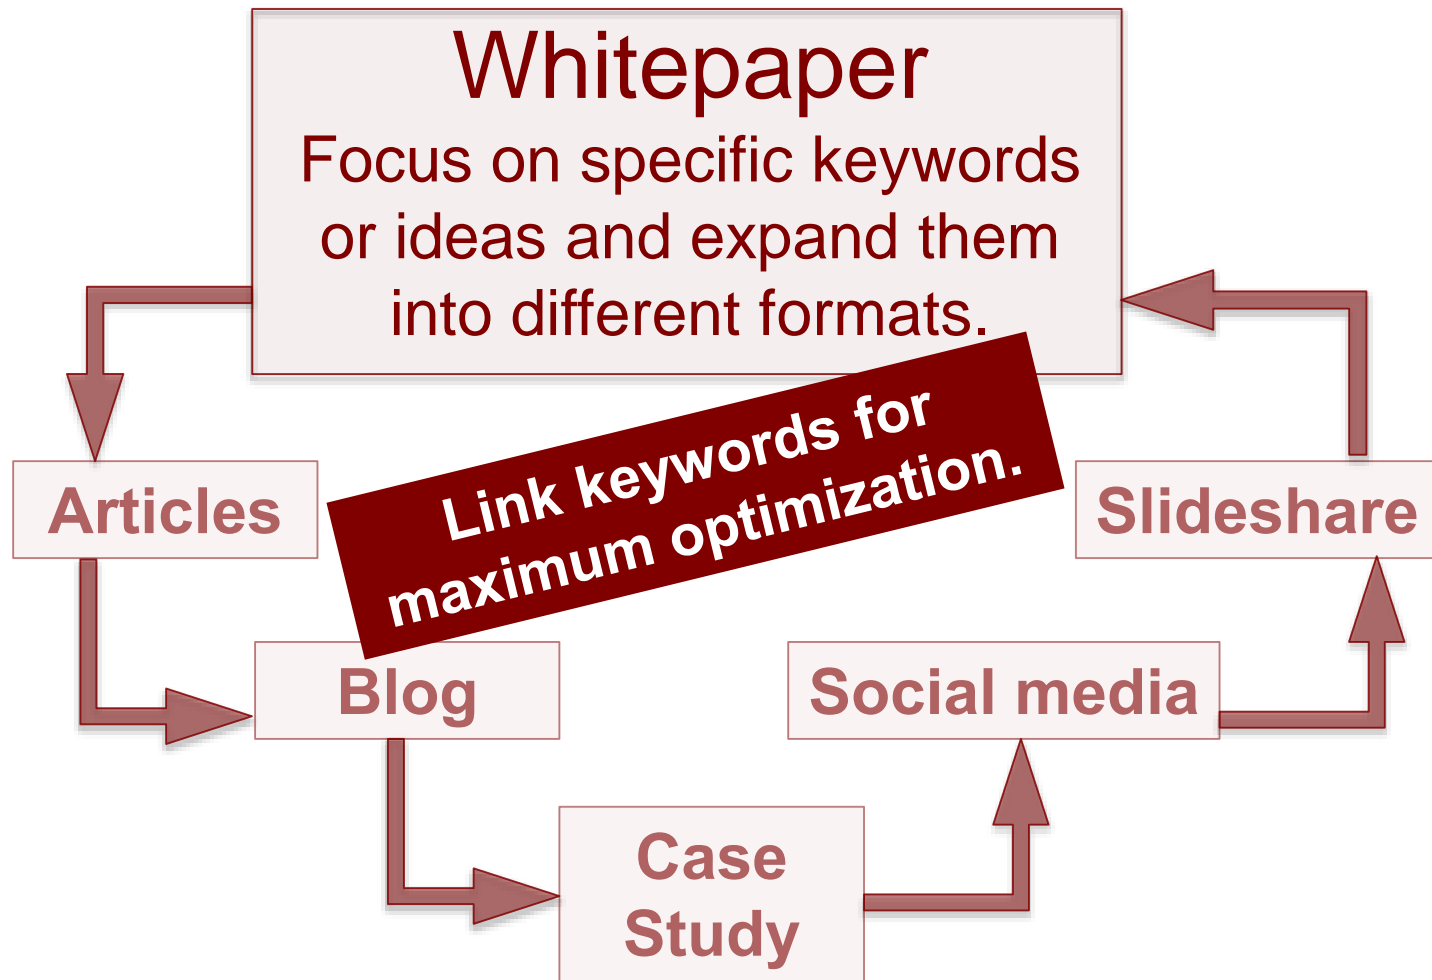 Whitepaper
Focus on specific keywords
or ideas and expand them
into different formats.
Link keywords for
maximum optimization.
Articles
Slideshare
Blog
Social media
Case
Study